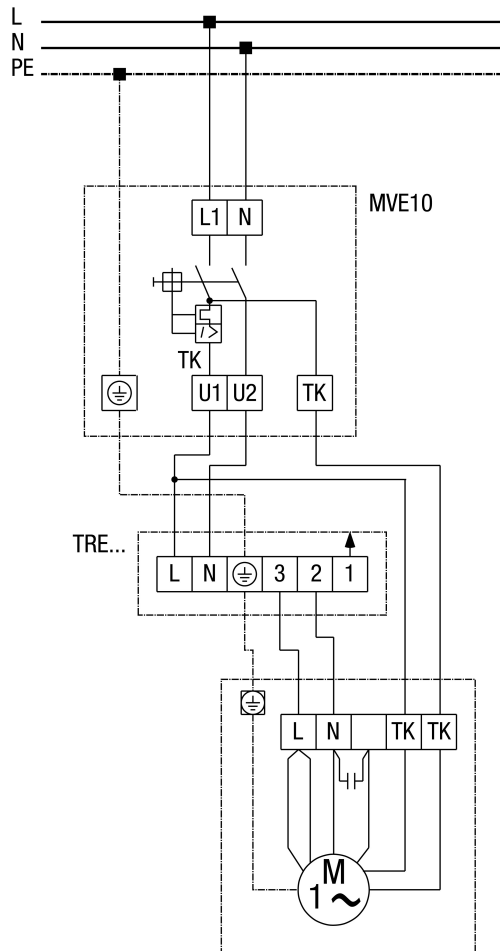 L
N
PE
MVE10
L1 N
TK
U1 U2 TK
TRE...
L N 3 2 1
L N TK TK
M
1 ~